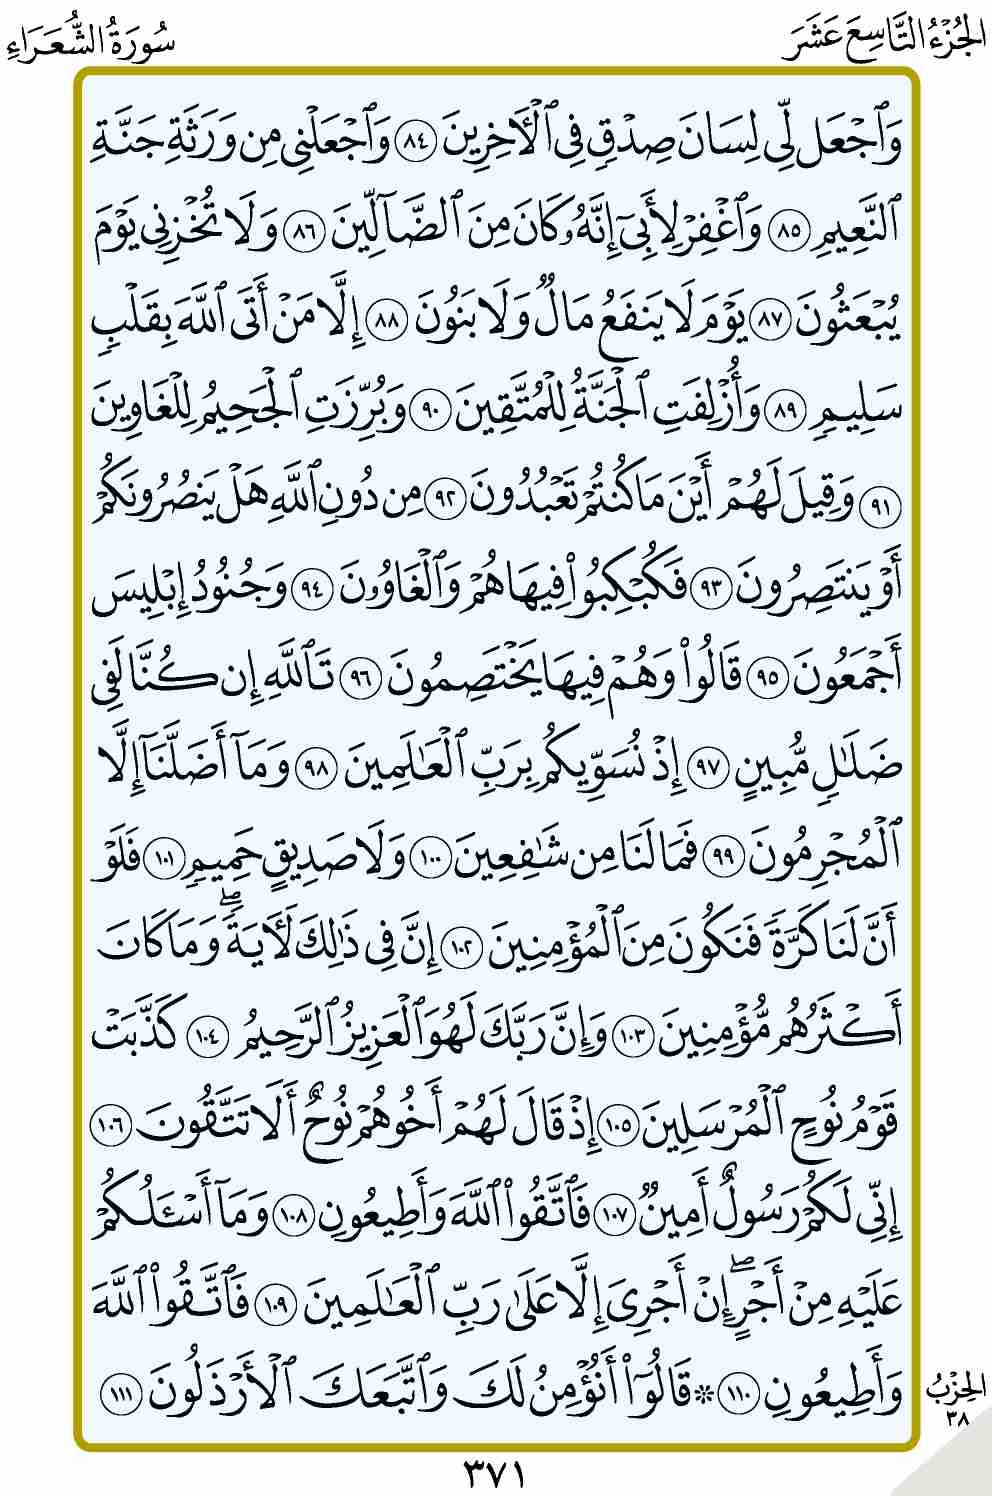 الجُزْءُ التَّاسِعَ عَشَرَ
سُورَةُ الشُّعَرَاءِ
وَٱجْعَل لِّي لِسَانَ صِدْقٖ فِي ٱلْأٓخِرِينَ ٨٤ وَٱجْعَلْنِي مِن وَرَثَةِ جَنَّةِ
ٱلنَّعِيمِ ٨٥ وَٱغْفِرْ لِأَبِيٓ إِنَّهُۥ كَانَ مِنَ ٱلضَّآلِّينَ ٨٦ وَلَا تُخْزِنِي يَوْمَ
يُبْعَثُونَ ٨٧ يَوْمَ لَا يَنفَعُ مَالٞ وَلَا بَنُونَ ٨٨ إِلَّا مَنْ أَتَى ٱللَّهَ بِقَلْبٖ
سَلِيمٖ ٨٩ وَأُزْلِفَتِ ٱلْجَنَّةُ لِلْمُتَّقِينَ ٩٠ وَبُرِّزَتِ ٱلْجَحِيمُ لِلْغَاوِينَ
٩١ وَقِيلَ لَهُمْ أَيْنَ مَا كُنتُمْ تَعْبُدُونَ ٩٢ مِن دُونِ ٱللَّهِ هَلْ يَنصُرُونَكُمْ
أَوْ يَنتَصِرُونَ ٩٣ فَكُبْكِبُوا۟ فِيهَا هُمْ وَٱلْغَاوُۥنَ ٩٤ وَجُنُودُ إِبْلِيسَ
أَجْمَعُونَ ٩٥ قَالُوا۟ وَهُمْ فِيهَا يَخْتَصِمُونَ ٩٦ تَٱللَّهِ إِن كُنَّا لَفِي
ضَلَٰلٖ مُّبِينٍ ٩٧ إِذْ نُسَوِّيكُم بِرَبِّ ٱلْعَٰلَمِينَ ٩٨ وَمَآ أَضَلَّنَآ إِلَّا
ٱلْمُجْرِمُونَ ٩٩ فَمَا لَنَا مِن شَٰفِعِينَ ١٠٠ وَلَا صَدِيقٍ حَمِيمٖ ١٠١ فَلَوْ
أَنَّ لَنَا كَرَّةٗ فَنَكُونَ مِنَ ٱلْمُؤْمِنِينَ ١٠٢ إِنَّ فِي ذَٰلِكَ لَأٓيَةٗۖ وَمَا كَانَ
أَكْثَرُهُم مُّؤْمِنِينَ ١٠٣ وَإِنَّ رَبَّكَ لَهُوَ ٱلْعَزِيزُ ٱلرَّحِيمُ ١٠٤ كَذَّبَتْ
قَوْمُ نُوحٍ ٱلْمُرْسَلِينَ ١٠٥ إِذْ قَالَ لَهُمْ أَخُوهُمْ نُوحٌ أَلَا تَتَّقُونَ ١٠٦
إِنِّي لَكُمْ رَسُولٌ أَمِينٞ ١٠٧ فَٱتَّقُوا۟ ٱللَّهَ وَأَطِيعُونِ ١٠٨ وَمَآ أَسْـَٔلُكُمْ
عَلَيْهِ مِنْ أَجْرٍۖ إِنْ أَجْرِيَ إِلَّا عَلَىٰ رَبِّ ٱلْعَٰلَمِينَ ١٠٩ فَٱتَّقُوا۟ ٱللَّهَ
وَأَطِيعُونِ ١١٠ ۞ قَالُوٓا۟ أَنُؤْمِنُ لَكَ وَٱتَّبَعَكَ ٱلْأَرْذَلُونَ ١١١
الحِزْبُ
٣٨
٣٧١